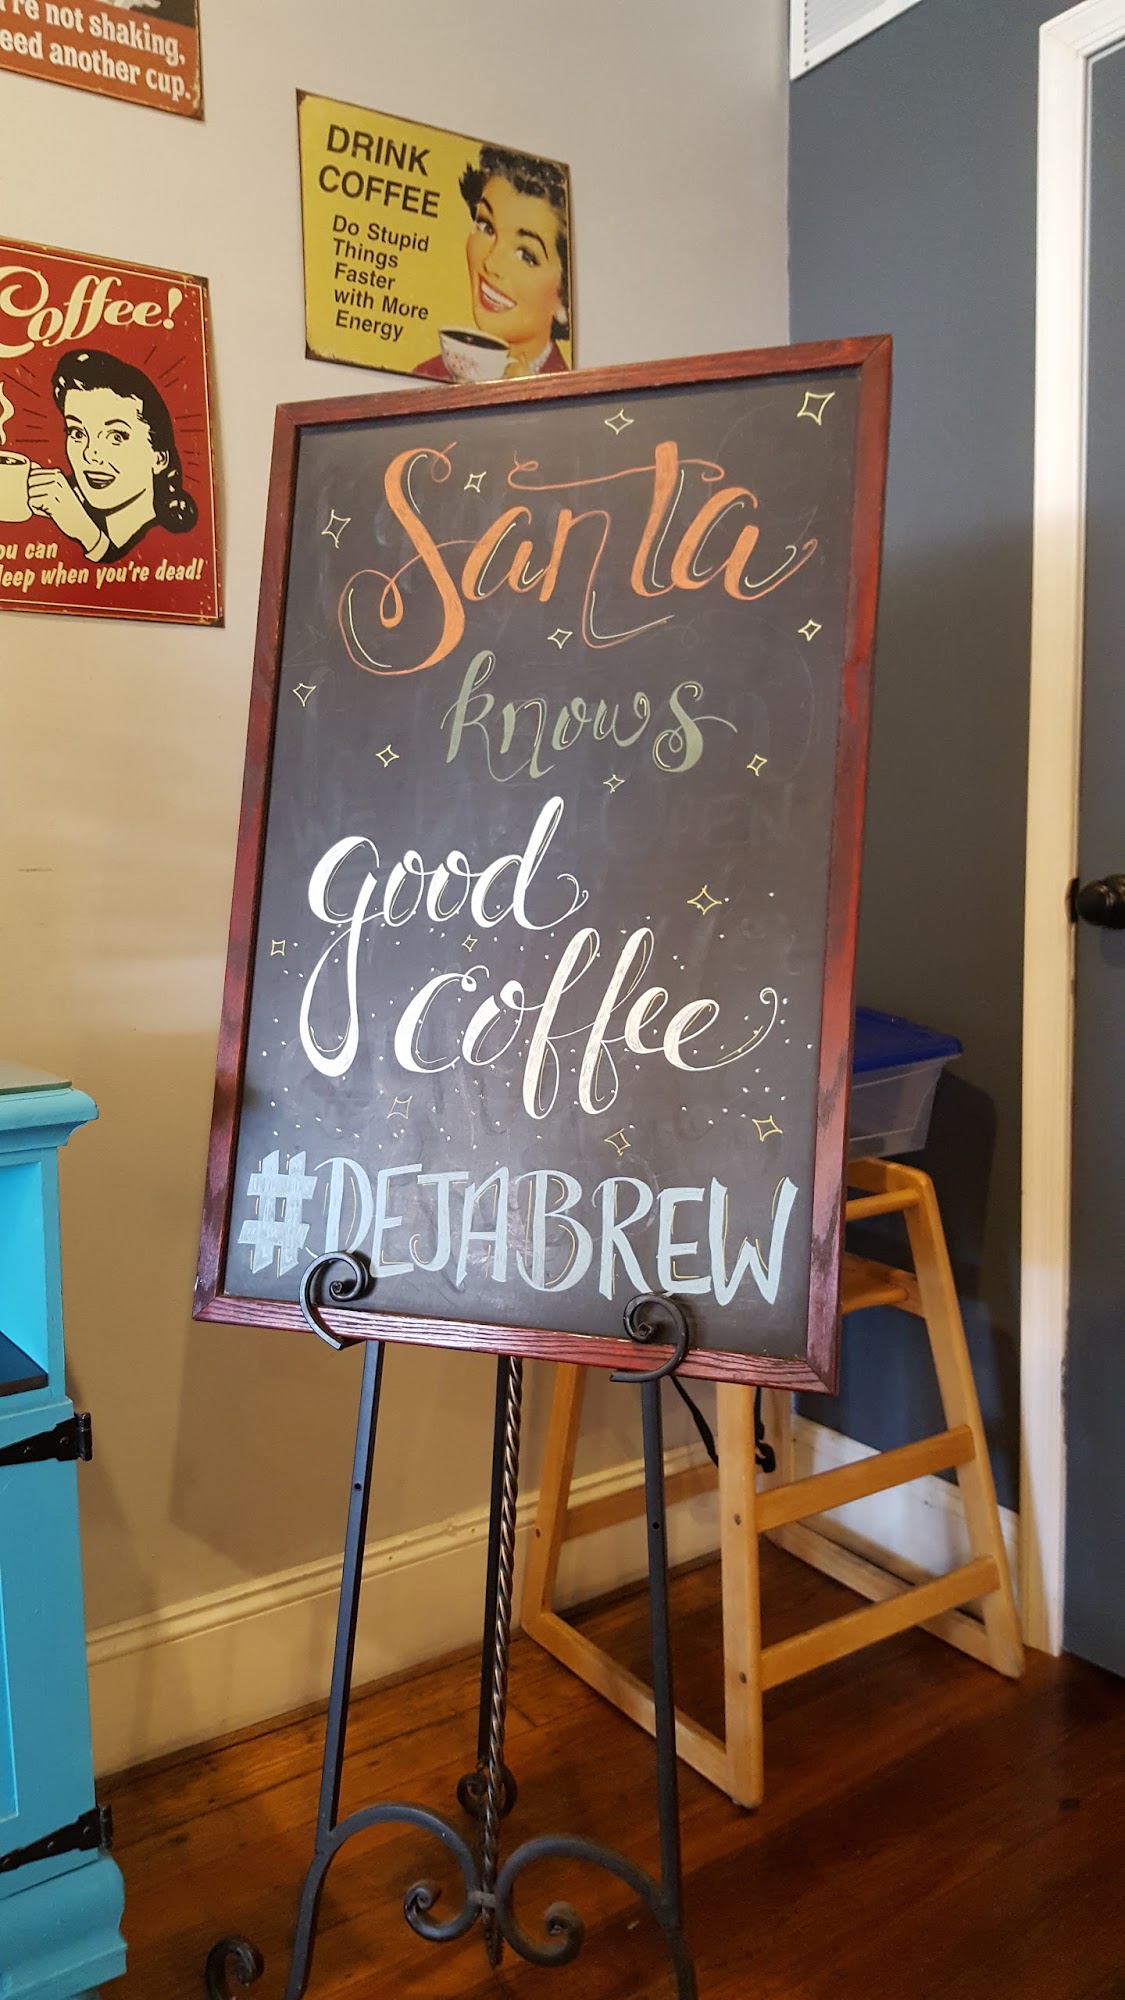 're not shaking,
eed another cup.
DRINK
COFFEE
Do Stupid
Things
Faster
with More
Energy
Coffee!
ou can
leep when you're dead!
Santa
knows
good
coffee
#DEJABREW